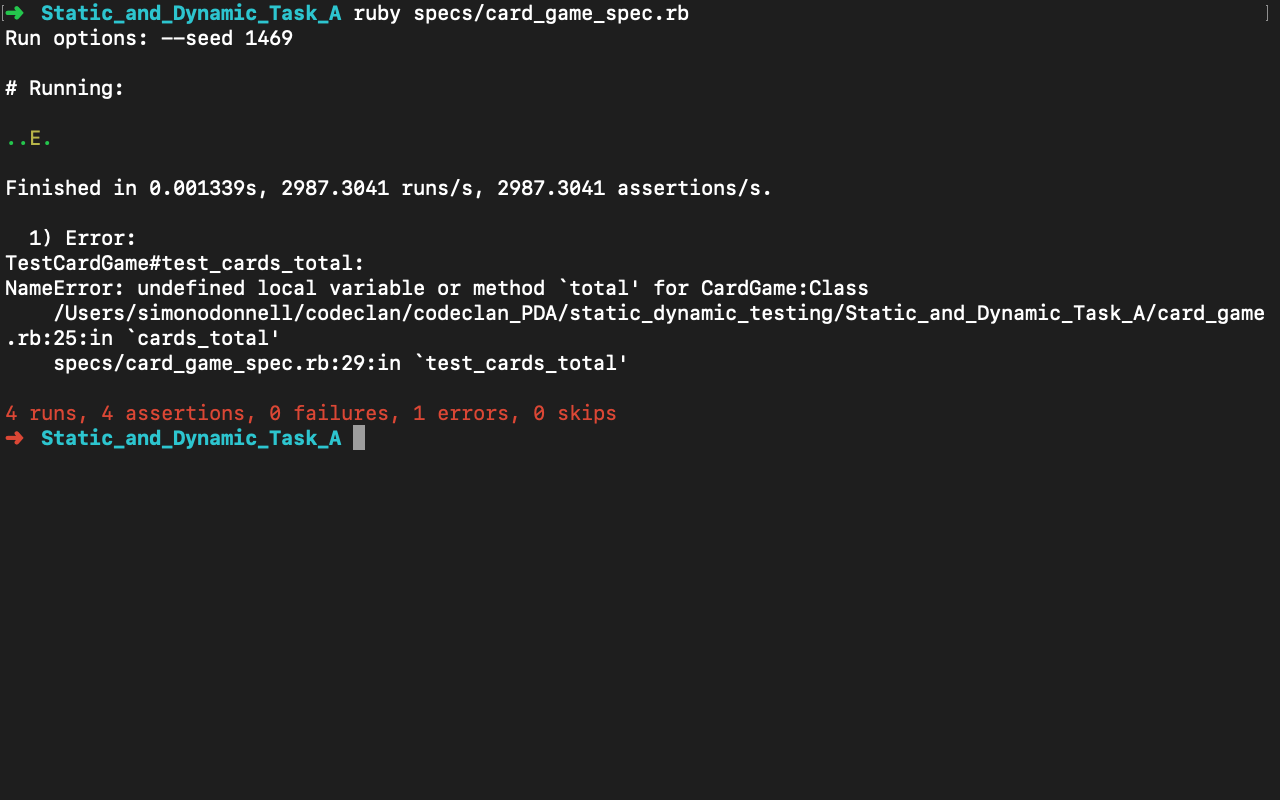 [➜ Static_and_Dynamic_Task_A ruby specs/card_game_spec.rb ]
Run options: --seed 1469
# Running:
..E.
Finished in 0.001339s, 2987.3041 runs/s, 2987.3041 assertions/s.
1) Error:
TestCardGame#test_cards_total:
NameError: undefined local variable or method `total' for CardGame:Class
/Users/simonodonnell/codeclan/codeclan_PDA/static_dynamic_testing/Static_and_Dynamic_Task_A/card_game
.rb:25:in `cards_total'
specs/card_game_spec.rb:29:in `test_cards_total'
4 runs, 4 assertions, 0 failures, 1 errors, 0 skips
➜ Static_and_Dynamic_Task_A